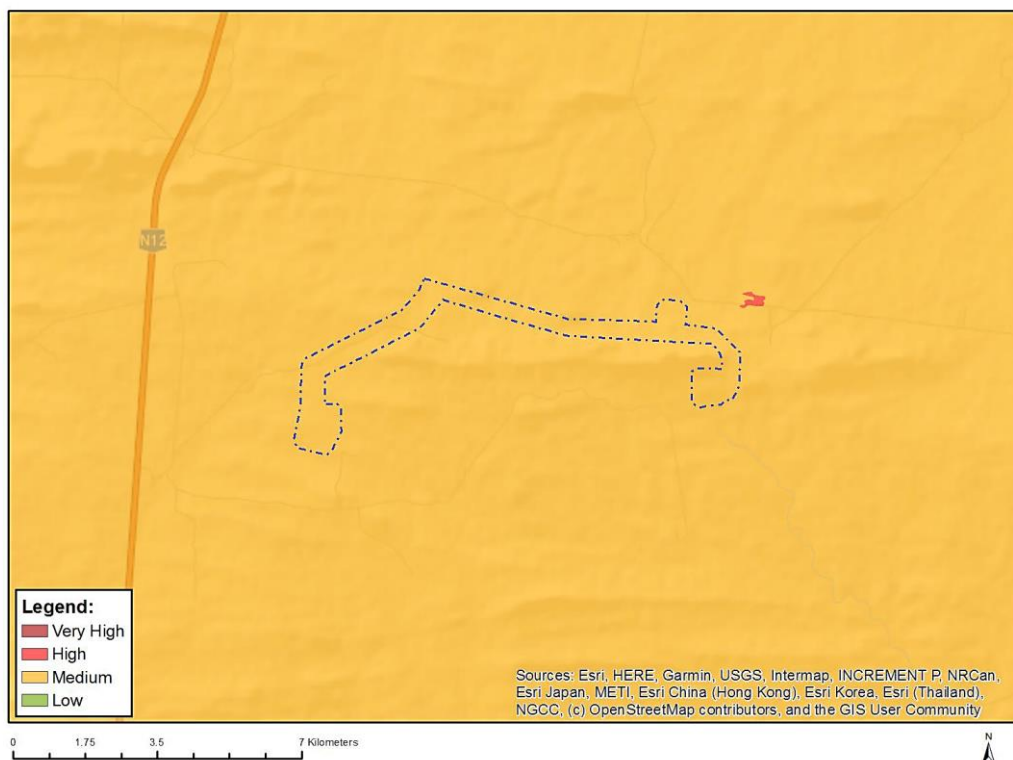 N12
Legend:
Very High
High
Medium
Low
Sources: Esri, HERE, Garmin, USGS, Intermap, INCREMENT P, NRCan,
Esri Japan, METI, Esri China (Hong Kong), Esri Korea, Esri (Thailand),
NGCC, (c) OpenStreetMap contributors, and the GIS User Community
0 1.75 3.5 7 Kilometers
N